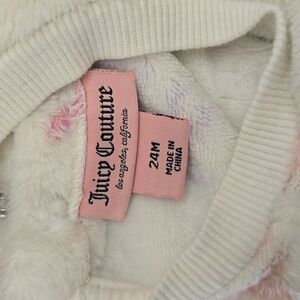 Juicy Couture
los angeles, california
24M
MADE IN
CHINA